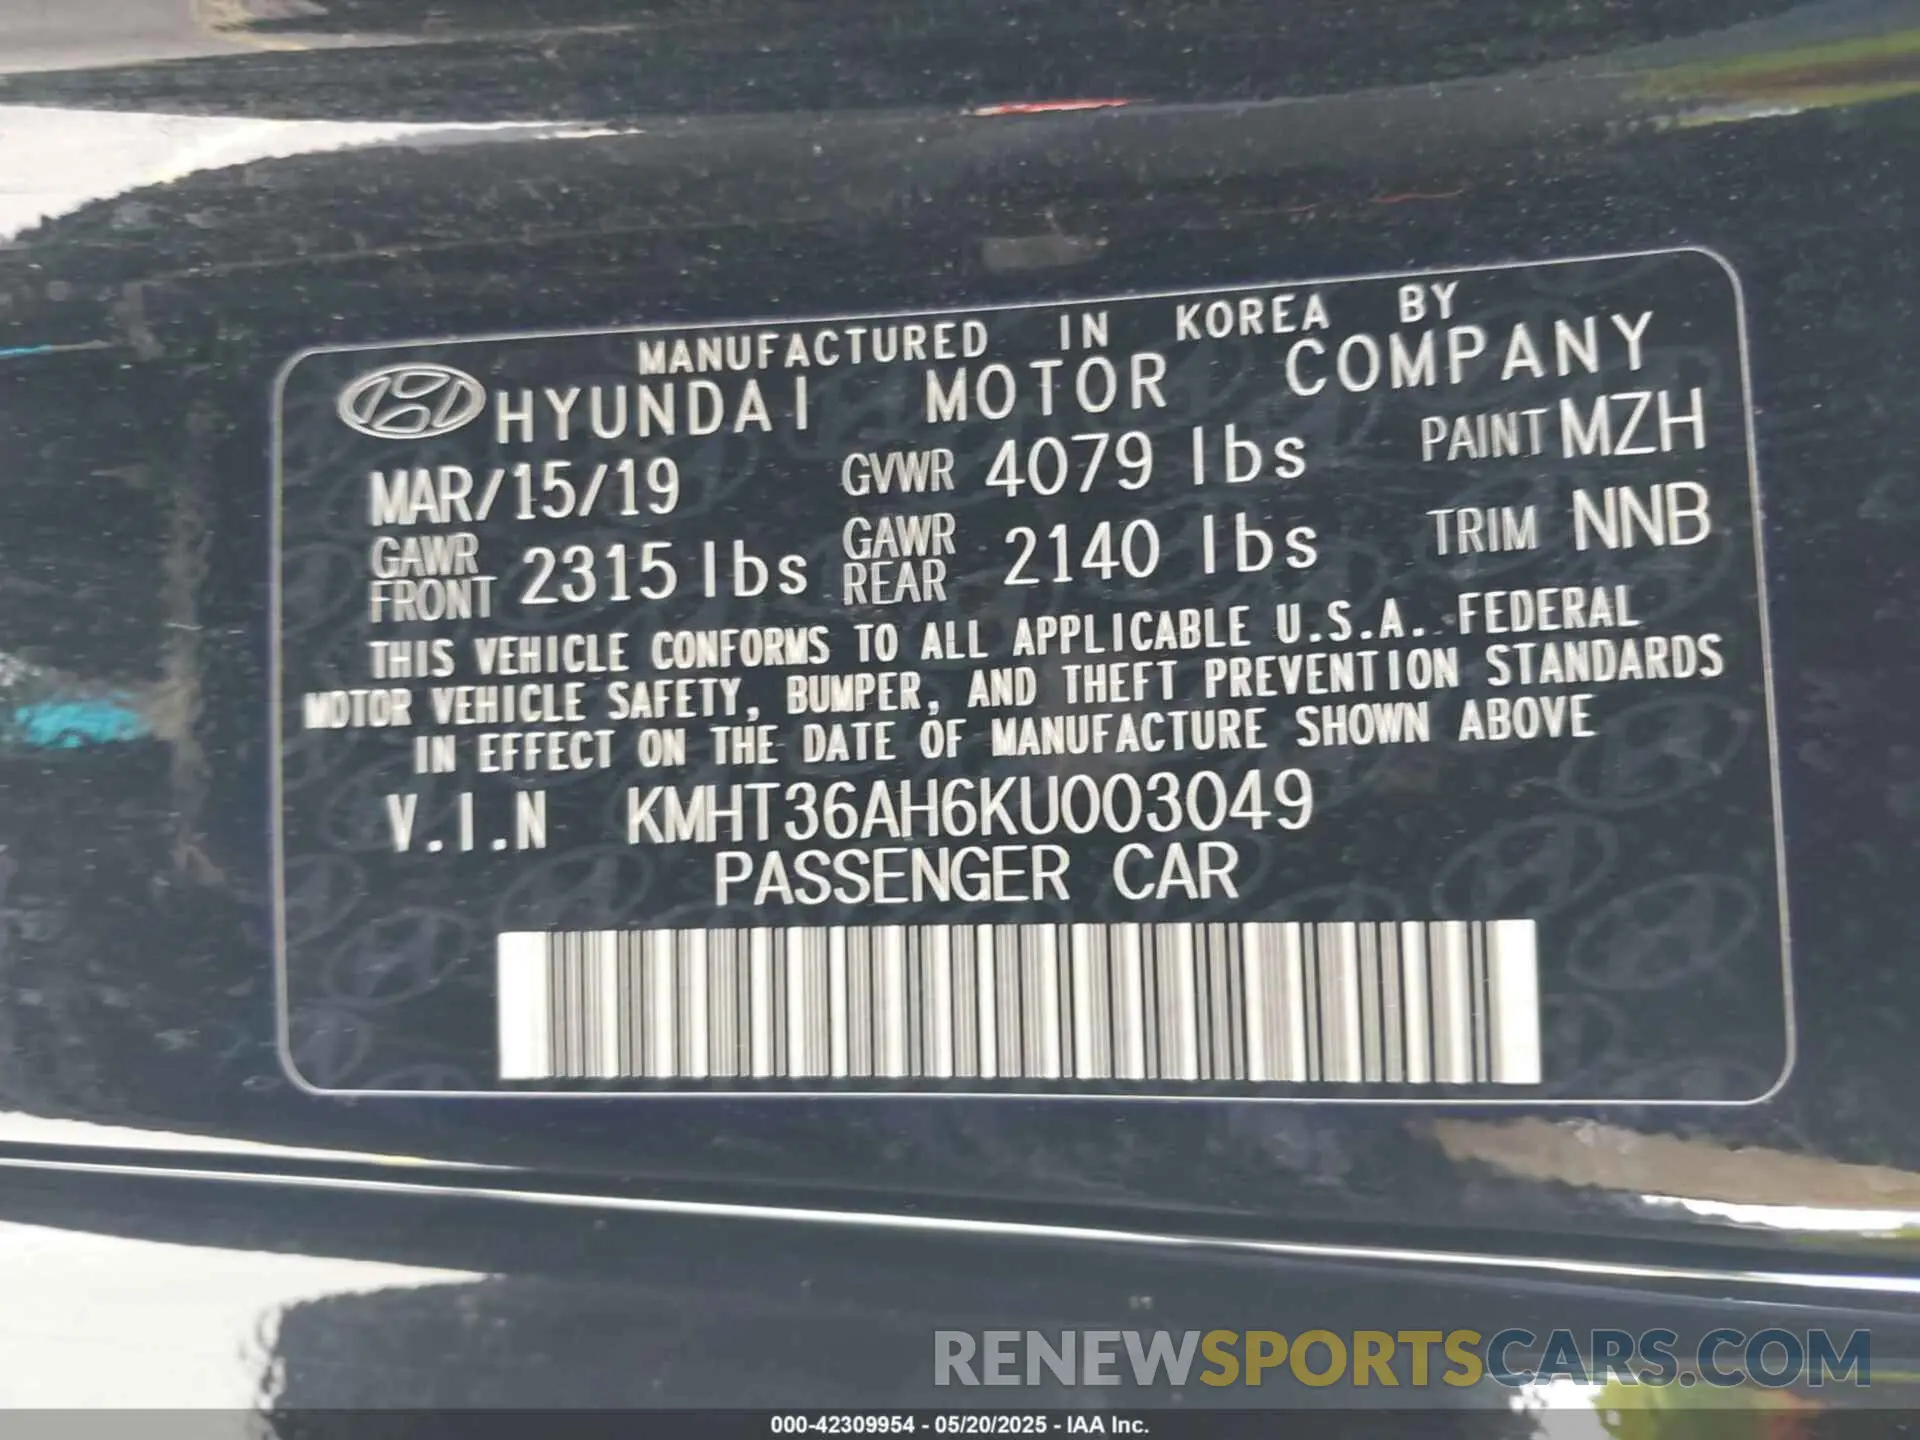 MANUFACTURED IN KOREA BY
HYUNDAI MOTOR COMPANY
MAR/15/19 GVWR 4079 lbs PAINT MZH
GAWR FRONT 2315 lbs GAWR REAR 2140 lbs TRIM NNB
THIS VEHICLE CONFORMS TO ALL APPLICABLE U.S.A. FEDERAL
MOTOR VEHICLE SAFETY, BUMPER, AND THEFT PREVENTION STANDARDS
IN EFFECT ON THE DATE OF MANUFACTURE SHOWN ABOVE
V.I.N KMHT36AH6KU003049
PASSENGER CAR
RENEWSPORTSCARS.COM
000-42309954 - 05/20/2025 - IAA Inc.